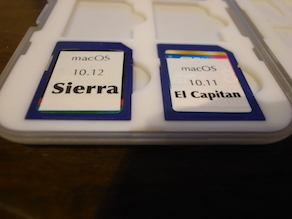 macOS
10.12
Sierra
macOS
10.11
El Capitan